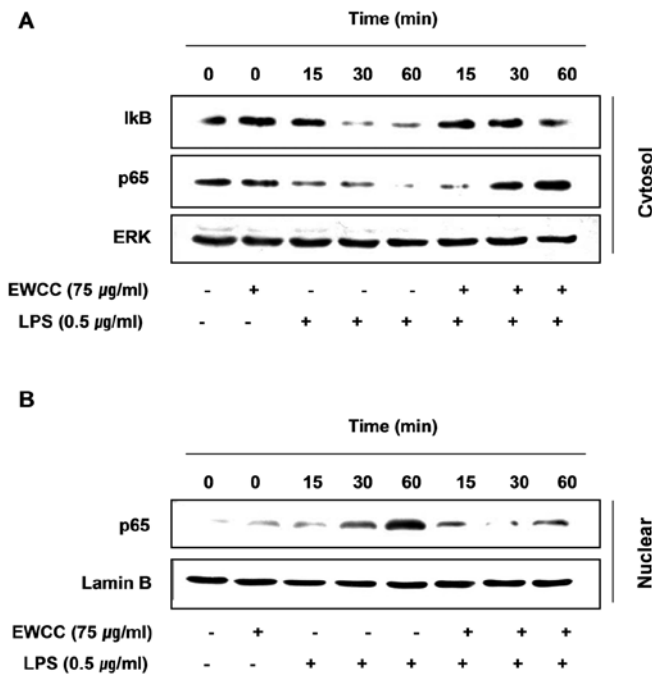 A
Time (min)
0 0 15 30 60 15 30 60
IkB
p65
ERK
Cytosol
EWCC (75 µg/ml) - + - - - + + +
LPS (0.5 µg/ml) - - + + + + + +
B
Time (min)
0 0 15 30 60 15 30 60
p65
Lamin B
Nuclear
EWCC (75 µg/ml) - + - - - + + +
LPS (0.5 µg/ml) - - + + + + + +